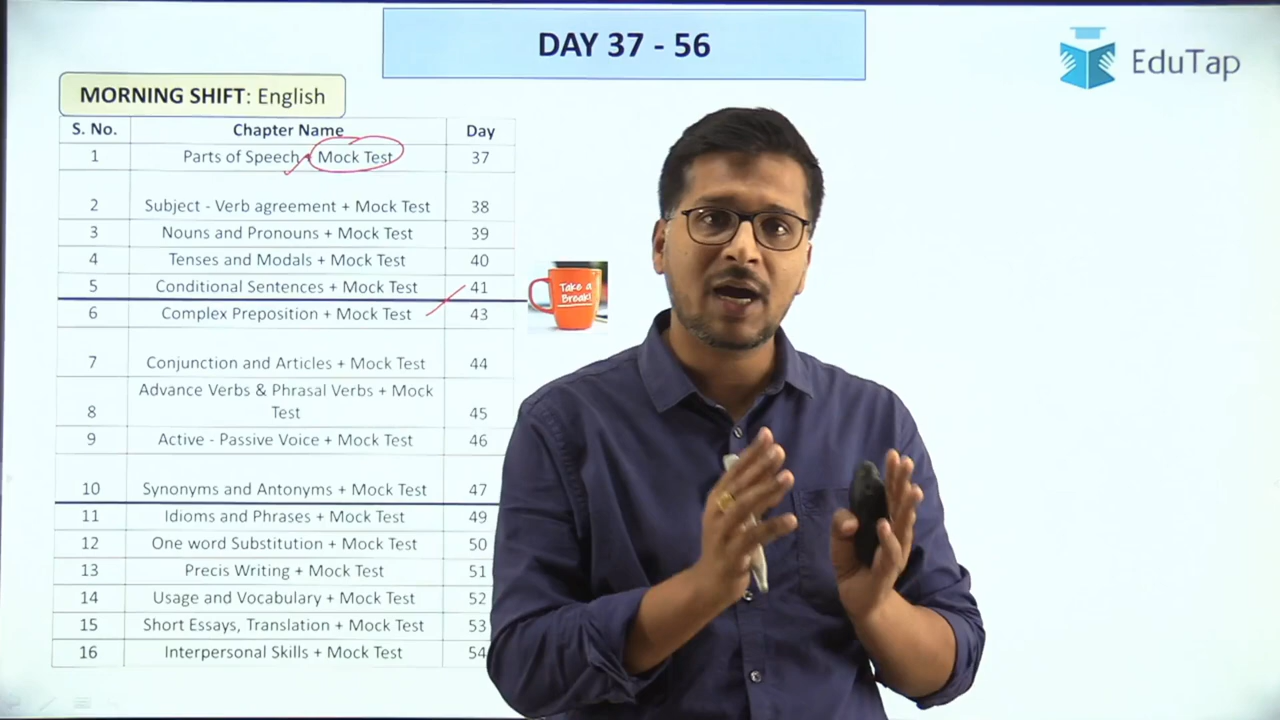 DAY 37 - 56
EduTap
MORNING SHIFT: English
S. No. Chapter Name Day
1 Parts of Speech + Mock Test 37
2 Subject - Verb agreement + Mock Test 38
3 Nouns and Pronouns + Mock Test 39
4 Tenses and Modals + Mock Test 40
5 Conditional Sentences + Mock Test 41
6 Complex Preposition + Mock Test 43
Take a
Break!
7 Conjunction and Articles + Mock Test 44
Advance Verbs & Phrasal Verbs + Mock
8 Test 45
9 Active - Passive Voice + Mock Test 46
10 Synonyms and Antonyms + Mock Test 47
11 Idioms and Phrases + Mock Test 49
12 One word Substitution + Mock Test 50
13 Precis Writing + Mock Test 51
14 Usage and Vocabulary + Mock Test 52
15 Short Essays, Translation + Mock Test 53
16 Interpersonal Skills + Mock Test 54